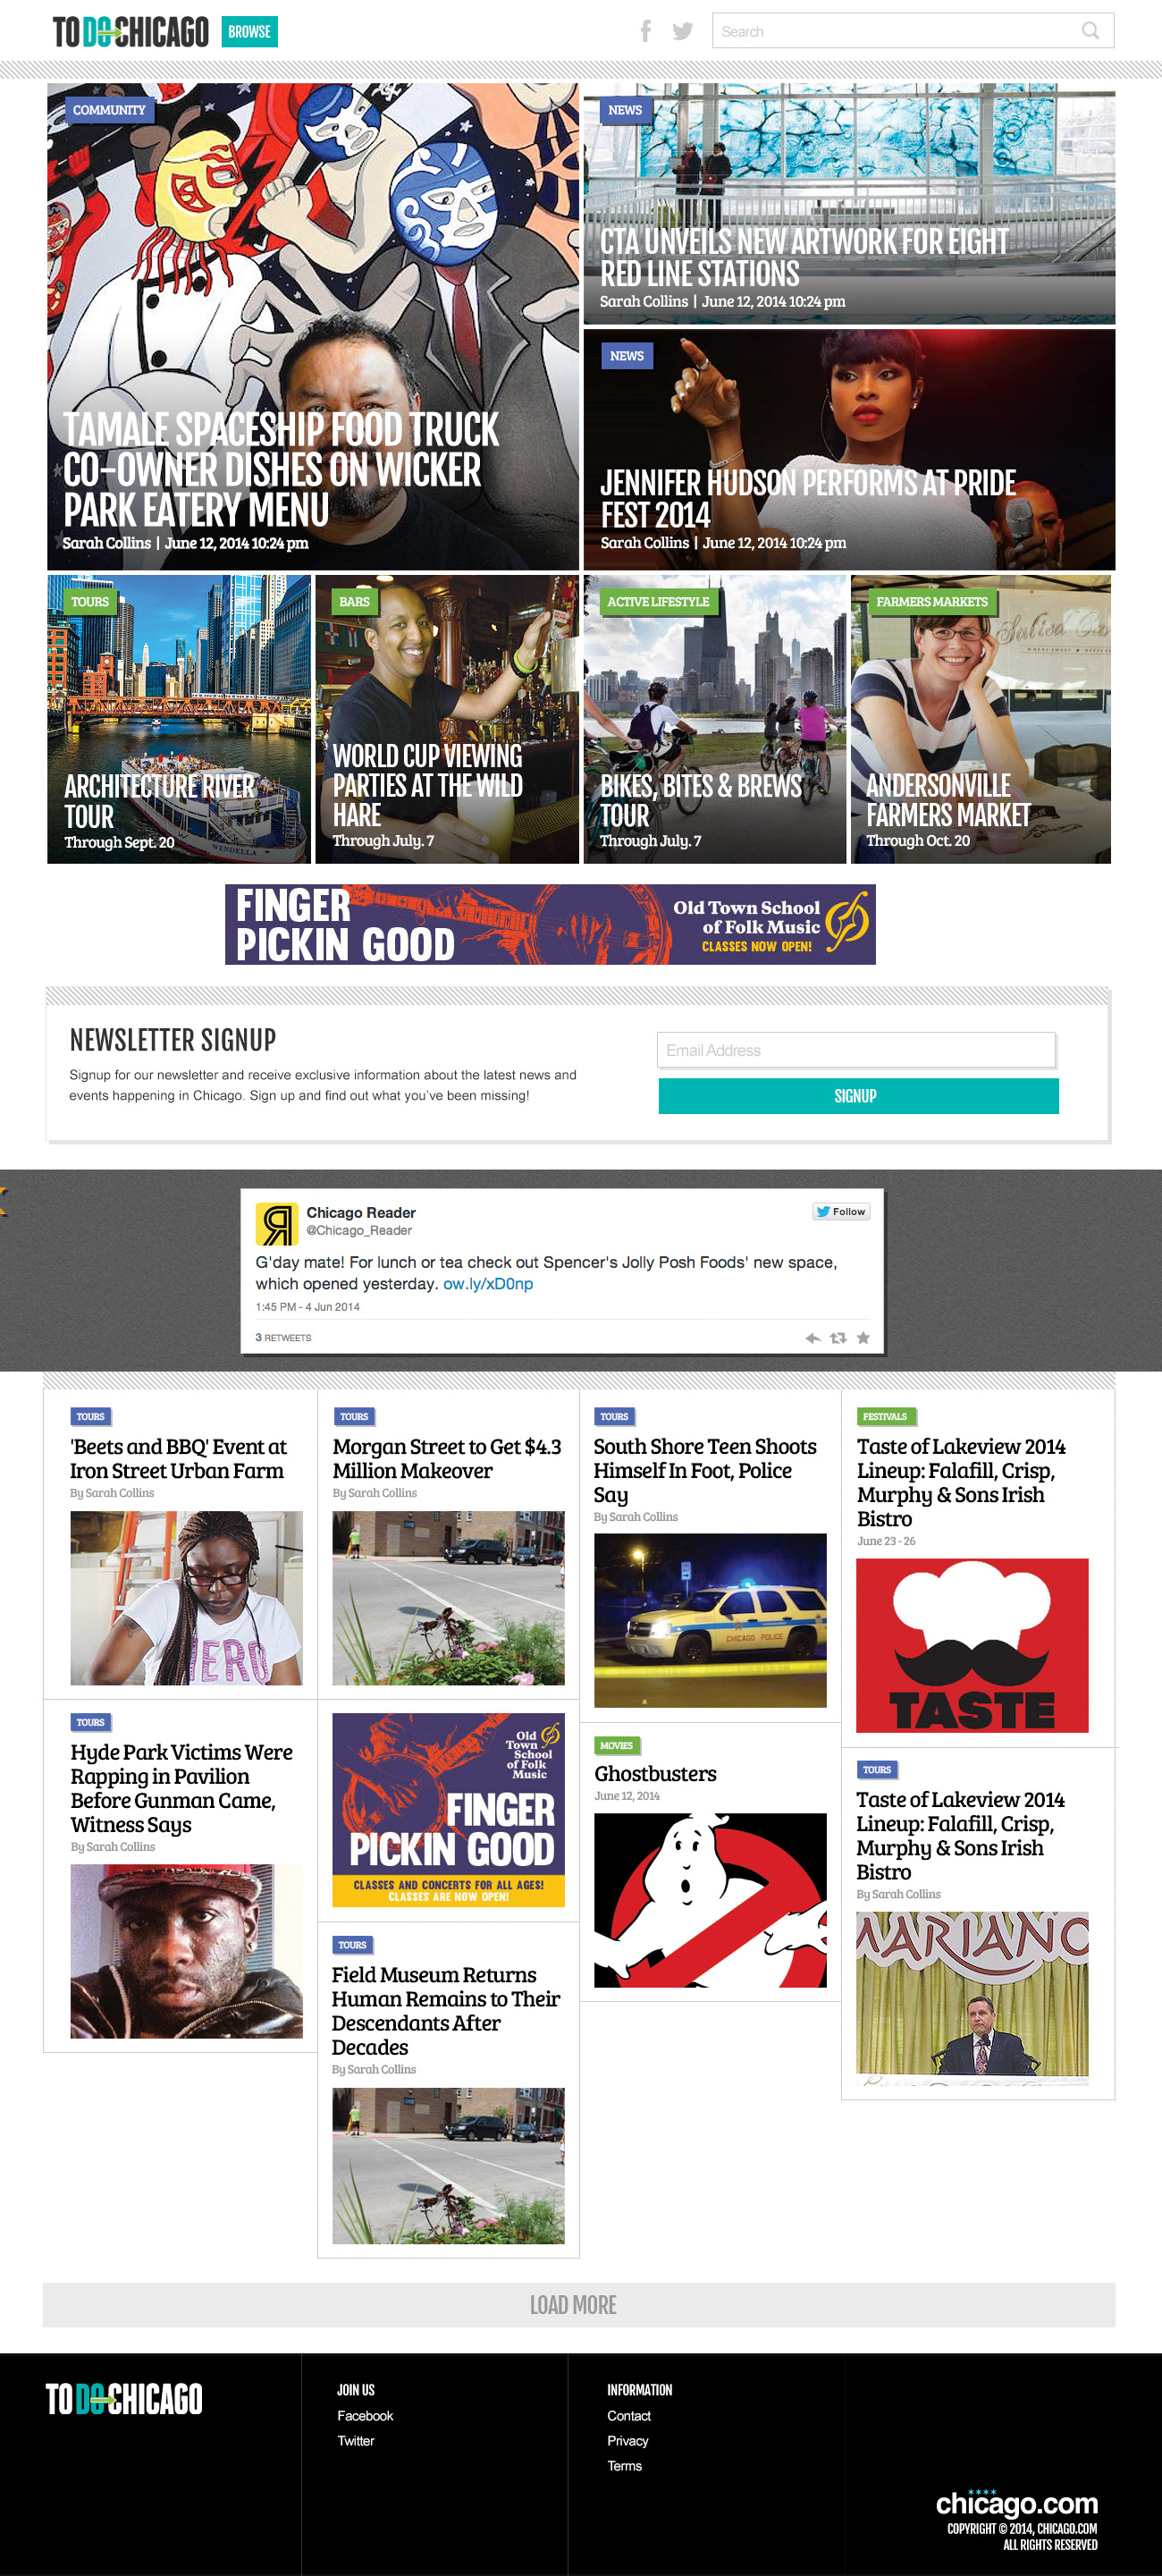 TO DO CHICAGO
BROWSE
Search
COMMUNITY
TAMALE SPACESHIP FOOD TRUCK
CO-OWNER DISHES ON WICKER
PARK EATERY MENU
Sarah Collins | June 12, 2014 10:24 pm
NEWS
CTA UNVEILS NEW ARTWORK FOR EIGHT
RED LINE STATIONS
Sarah Collins | June 12, 2014 10:24 pm
NEWS
JENNIFER HUDSON PERFORMS AT PRIDE
FEST 2014
Sarah Collins | June 12, 2014 10:24 pm
TOURS
ARCHITECTURE RIVER
TOUR
Through Sept. 20
WENDELLA
BARS
WORLD CUP VIEWING
PARTIES AT THE WILD
HARE
Through July. 7
ACTIVE LIFESTYLE
BIKES, BITES & BREWS
TOUR
Through July. 7
FARMERS MARKETS
ANDERSONVILLE
FARMERS MARKET
Through Oct. 20
FINGER
PICKIN GOOD
Old Town School
of Folk Music
CLASSES NOW OPEN!
NEWSLETTER SIGNUP
Signup for our newsletter and receive exclusive information about the latest news and
events happening in Chicago. Sign up and find out what you've been missing!
Email Address
SIGNUP
Chicago Reader
@Chicago_Reader
Follow
G'day mate! For lunch or tea check out Spencer's Jolly Posh Foods' new space,
which opened yesterday. ow.ly/xD0np
1:45 PM - 4 Jun 2014
3 RETWEETS
TOURS
'Beets and BBQ' Event at
Iron Street Urban Farm
By Sarah Collins
HERO
TOURS
Hyde Park Victims Were
Rapping in Pavilion
Before Gunman Came,
Witness Says
By Sarah Collins
TOURS
Morgan Street to Get $4.3
Million Makeover
By Sarah Collins
Old
Town
School
of Folk
Music
FINGER
PICKIN GOOD
CLASSES AND CONCERTS FOR ALL AGES!
CLASSES ARE NOW OPEN!
TOURS
Field Museum Returns
Human Remains to Their
Descendants After
Decades
By Sarah Collins
TOURS
South Shore Teen Shoots
Himself In Foot, Police
Say
By Sarah Collins
CHICAGO POLICE
MOVIES
Ghostbusters
June 12, 2014
FESTIVALS
Taste of Lakeview 2014
Lineup: Falafill, Crisp,
Murphy & Sons Irish
Bistro
June 23 - 26
TASTE
TOURS
Taste of Lakeview 2014
Lineup: Falafill, Crisp,
Murphy & Sons Irish
Bistro
By Sarah Collins
MARIANO
LOAD MORE
TO DO CHICAGO
JOIN US
Facebook
Twitter
INFORMATION
Contact
Privacy
Terms
chicago.com
COPYRIGHT © 2014, CHICAGO.COM
ALL RIGHTS RESERVED